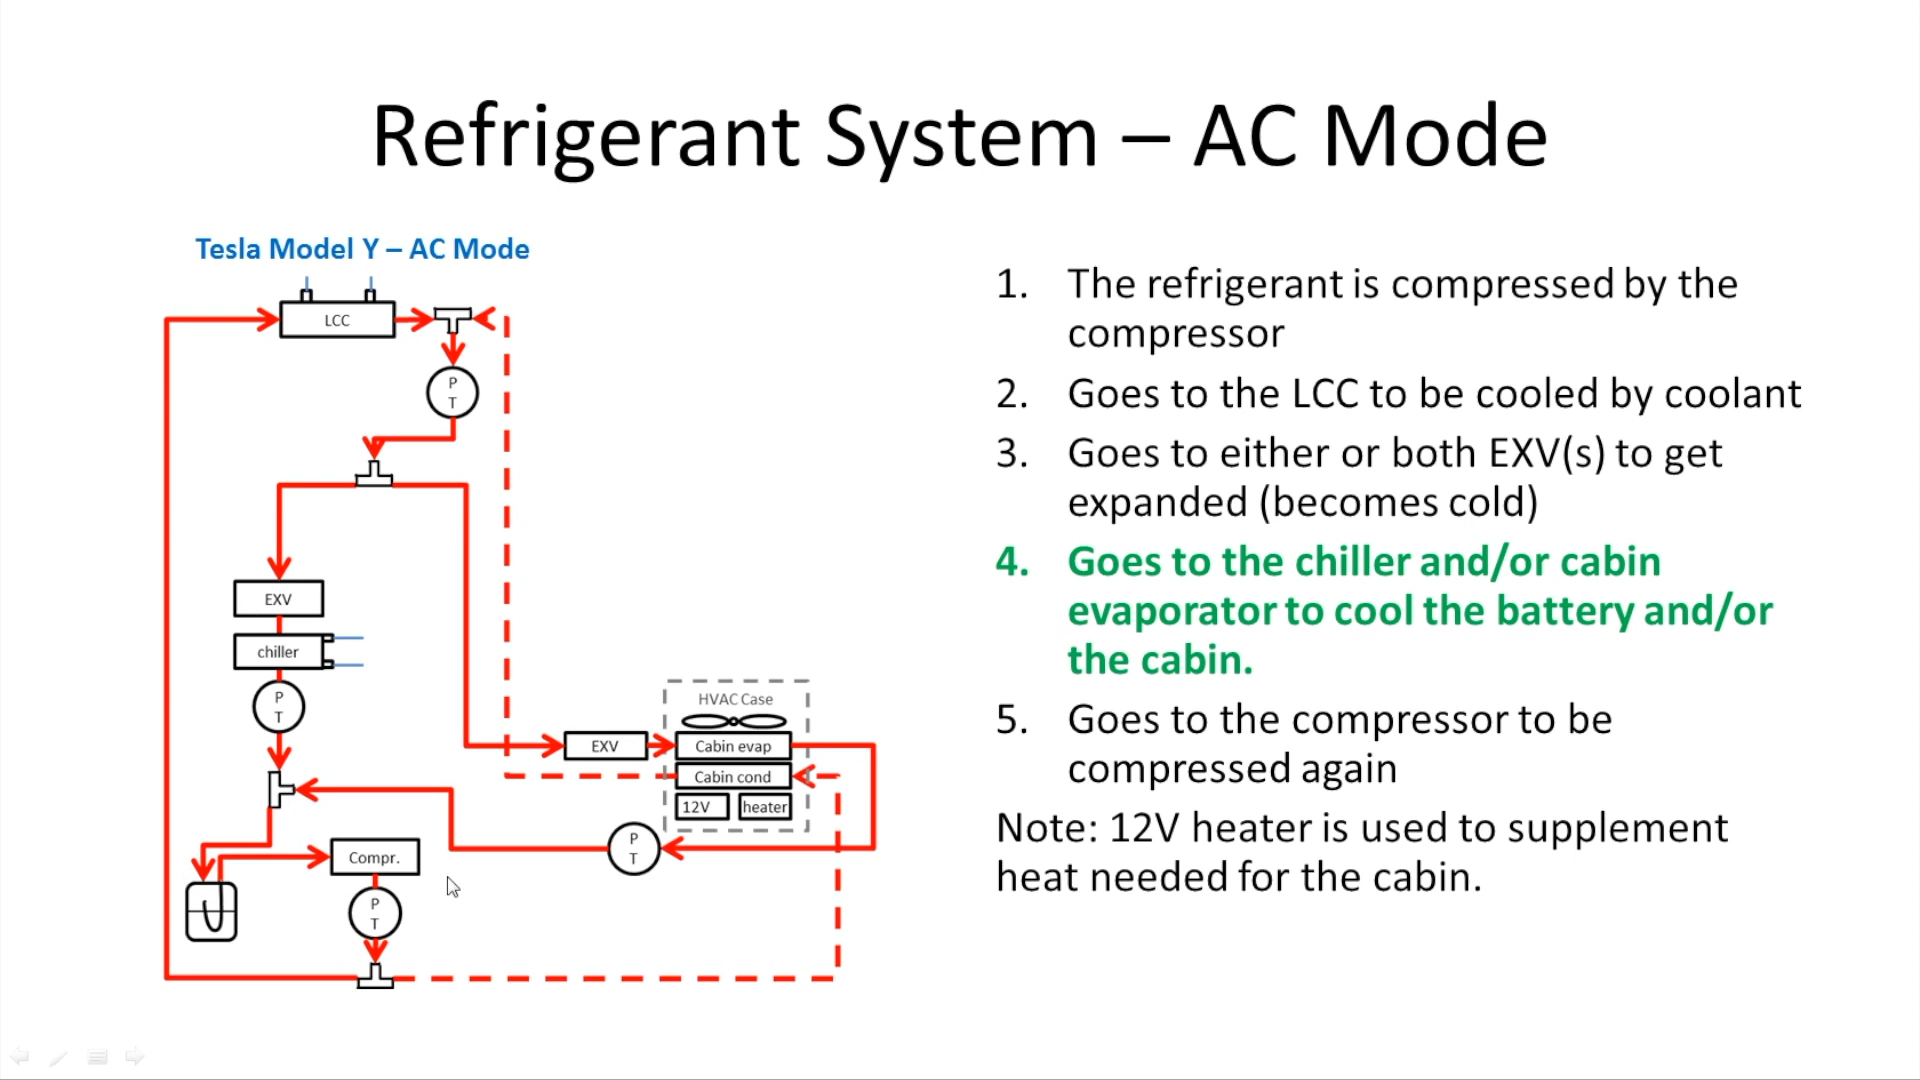 Refrigerant System – AC Mode
Tesla Model Y – AC Mode
LCC
P
T
EXV
chiller
P
T
HVAC Case
EXV
Cabin evap
Cabin cond
12V heater
P
T
Compr.
P
T
1. The refrigerant is compressed by the
compressor
2. Goes to the LCC to be cooled by coolant
3. Goes to either or both EXV(s) to get
expanded (becomes cold)
4. Goes to the chiller and/or cabin
evaporator to cool the battery and/or
the cabin.
5. Goes to the compressor to be
compressed again
Note: 12V heater is used to supplement
heat needed for the cabin.